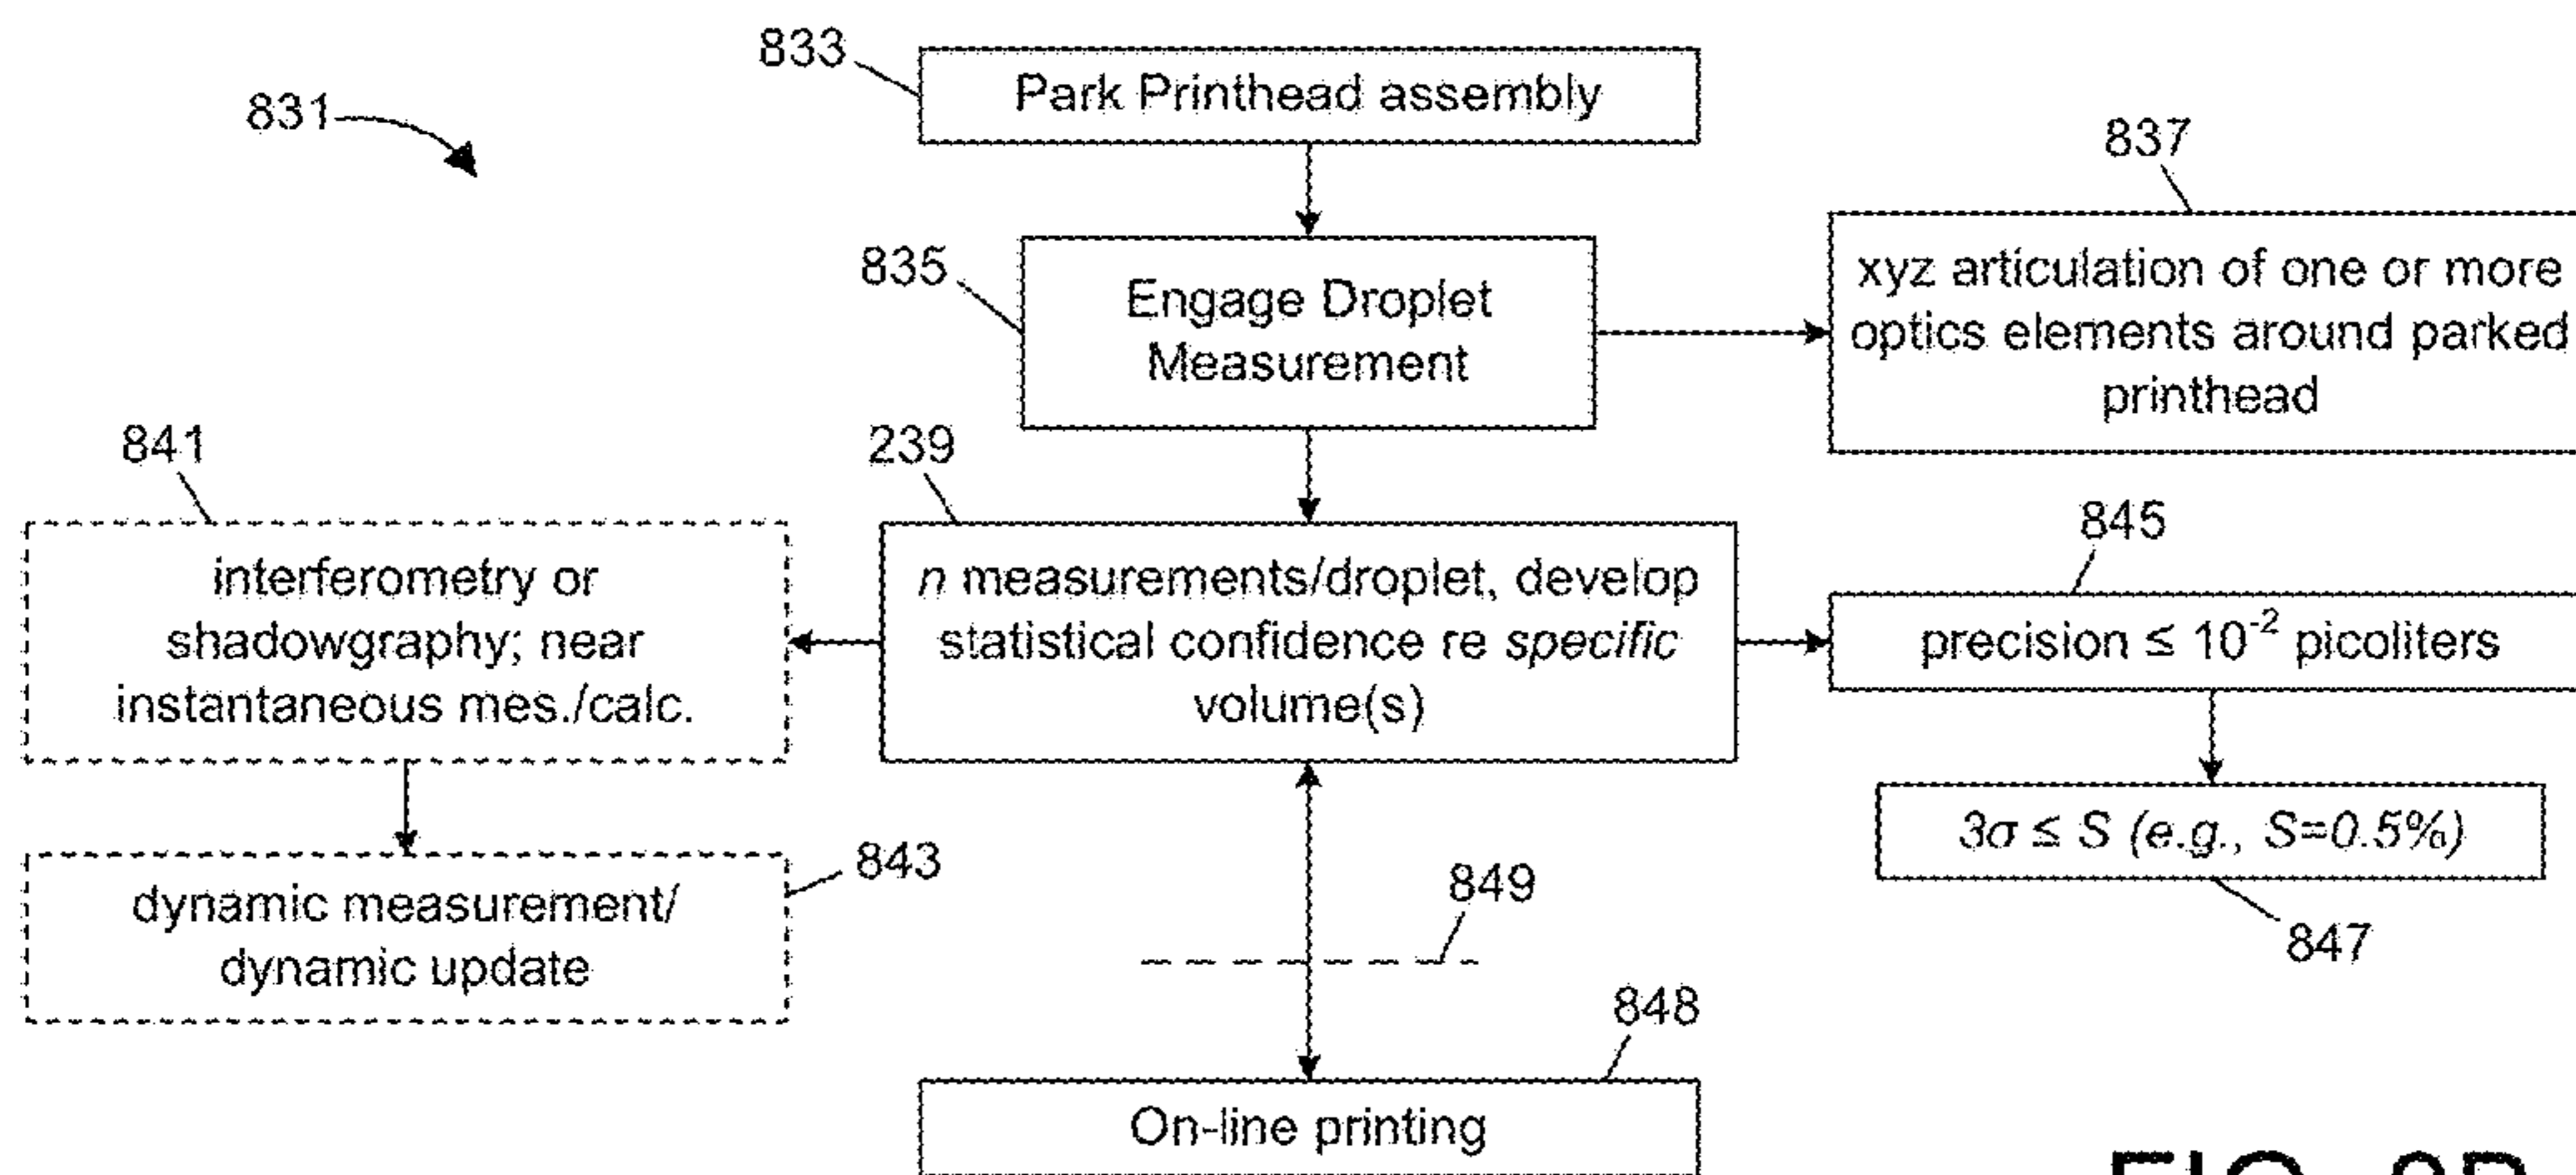 833
Park Printhead assembly
831
837
835
Engage Droplet
Measurement
xyz articulation of one or more
optics elements around parked
printhead
841
239
845
interferometry or
shadowgraphy; near
instantaneous mes./calc.
n measurements/droplet, develop
statistical confidence re specific
volume(s)
precision ≤ 10⁻² picoliters
3σ ≤ S (e.g., S=0.5%)
847
843
dynamic measurement/
dynamic update
849
848
On-line printing